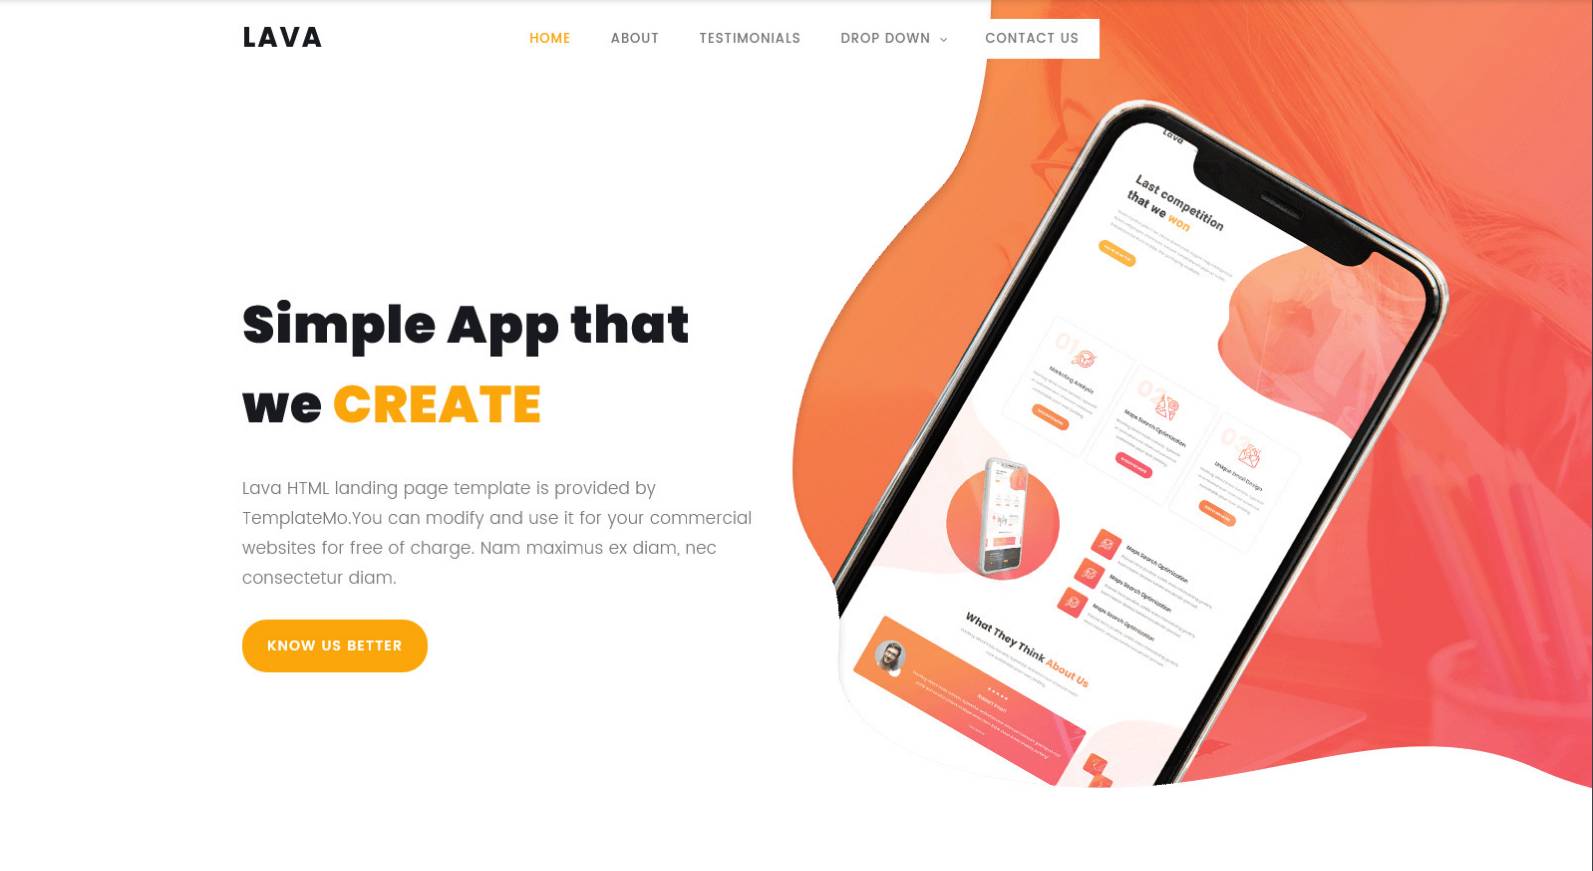 LAVA
HOME ABOUT TESTIMONIALS DROP DOWN CONTACT US
Simple App that
we CREATE
Lava HTML landing page template is provided by
TemplateMo.You can modify and use it for your commercial
websites for free of charge. Nam maximus ex diam, nec
consectetur diam.
KNOW US BETTER
Lava
Last competition
that we won
01
Marketing Analysis
02
Maps Search Optimization
03
Unique Email Design
Maps Search Optimization
Maps Search Optimization
Maps Search Optimization
What They Think About Us